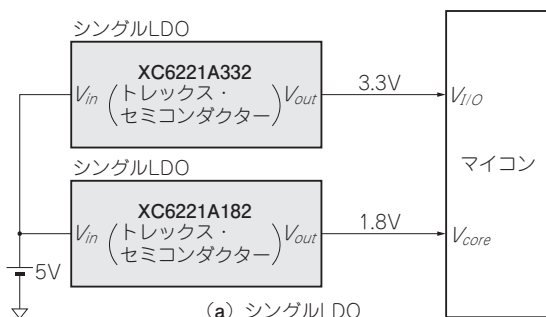 シングルLDO
XC6221A332
Vin (トレックス・ Vout
セミコンダクター)
3.3V
VI/O
マイコン
シングルLDO
XC6221A182
Vin (トレックス・ Vout
セミコンダクター)
1.8V
Vcore
5V
(a) シングルLDO